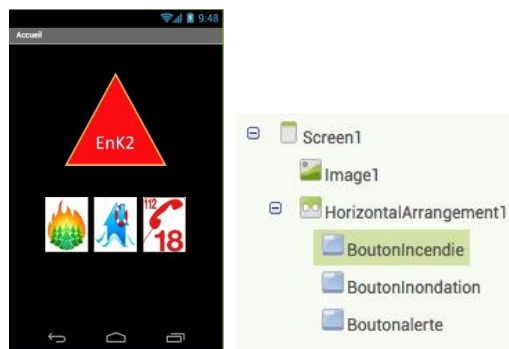 9:48
Accueil
EnK2
112
18
Screen1
Image1
HorizontalArrangement1
BoutonIncendie
BoutonInondation
Boutonalerte